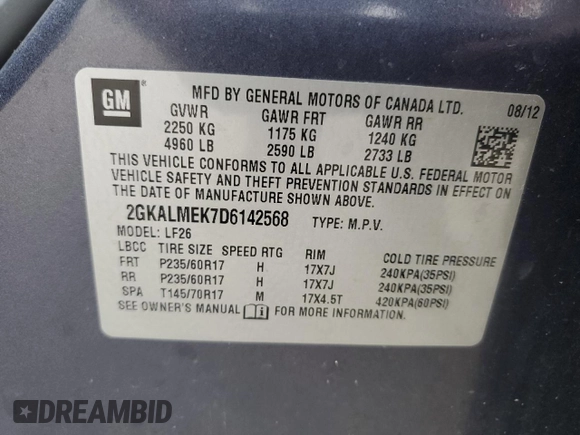 GM
MFD BY GENERAL MOTORS OF CANADA LTD. 08/12
GVWR GAWR FRT GAWR RR
2250 KG 1175 KG 1240 KG
4960 LB 2590 LB 2733 LB
THIS VEHICLE CONFORMS TO ALL APPLICABLE U.S. FEDERAL MOTOR
VEHICLE SAFETY AND THEFT PREVENTION STANDARDS IN EFFECT ON
THE DATE OF MANUFACTURE SHOWN ABOVE.
2GKALMEK7D6142568 TYPE: M.P.V.
MODEL: LF26
LBCC TIRE SIZE SPEED RTG RIM COLD TIRE PRESSURE
FRT P235/60R17 H 17X7J 240KPA(35PSI)
RR P235/60R17 H 17X7J 240KPA(35PSI)
SPA T145/70R17 M 17X4.5T 420KPA(60PSI)
SEE OWNER'S MANUAL FOR MORE INFORMATION.
DREAMBID